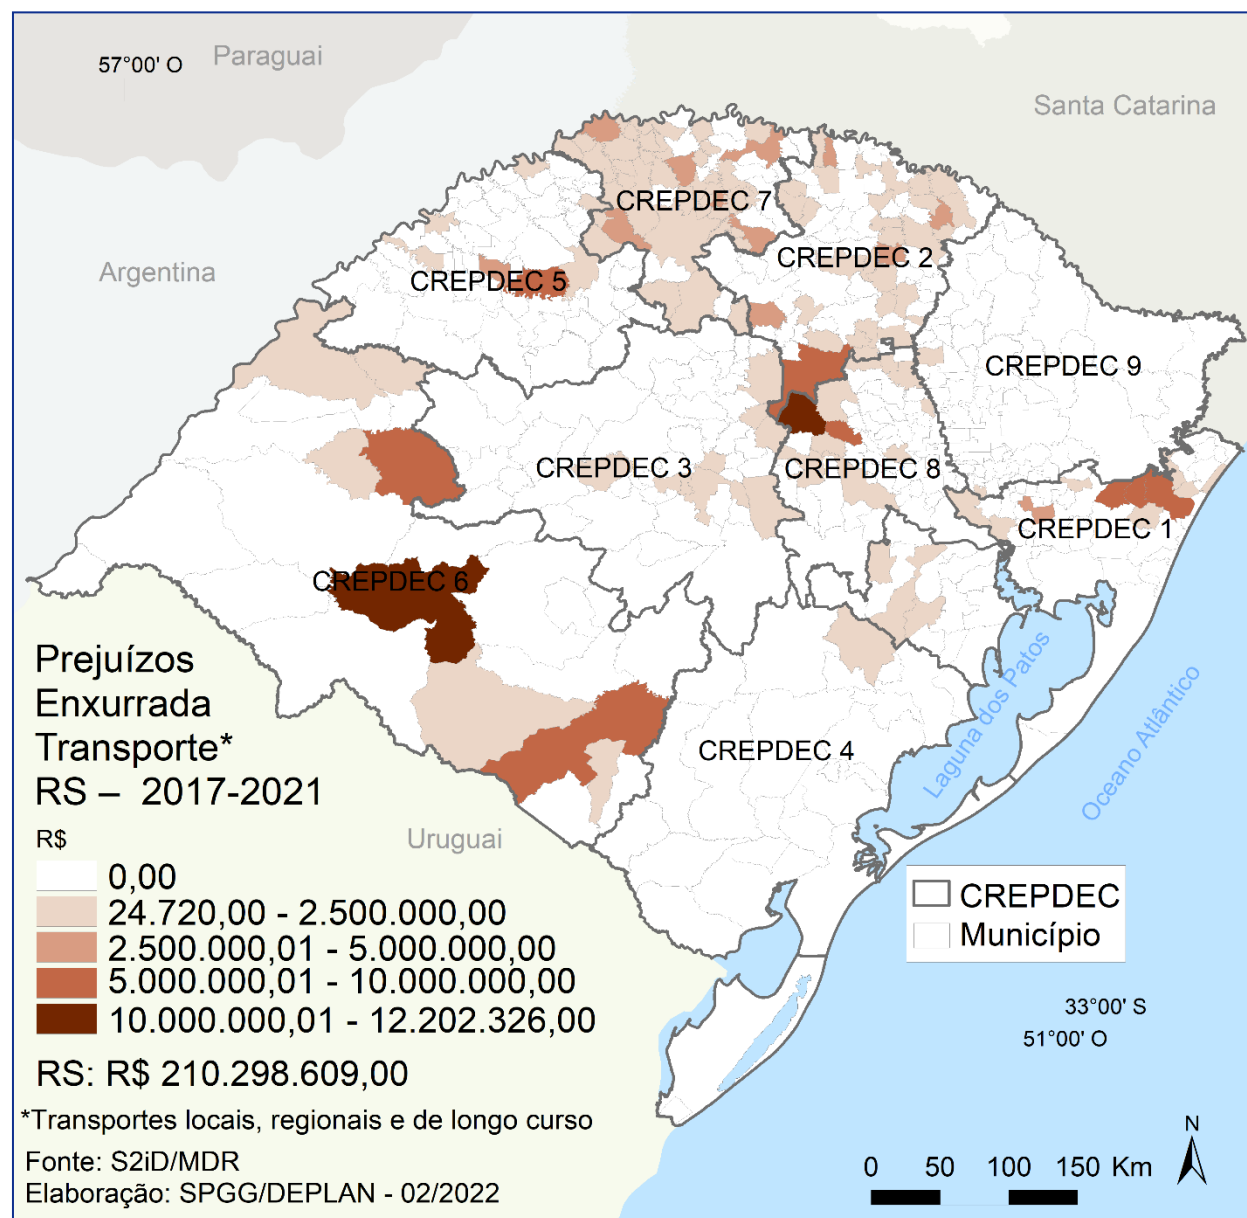 57°00' O
Paraguai
Santa Catarina
Argentina
CREPDEC 7
CREPDEC 2
CREPDEC 5
CREPDEC 9
CREPDEC 3
CREPDEC 8
CREPDEC 1
CREPDEC 6
CREPDEC 4
Laguna dos Patos
Oceano Atlântico
Uruguai
Prejuízos
Enxurrada
Transporte*
RS – 2017-2021
R$
0,00
24.720,00 - 2.500.000,00
2.500.000,01 - 5.000.000,00
5.000.000,01 - 10.000.000,00
10.000.000,01 - 12.202.326,00
RS: R$ 210.298.609,00
*Transportes locais, regionais e de longo curso
Fonte: S2iD/MDR
Elaboração: SPGG/DEPLAN - 02/2022
CREPDEC
Município
33°00' S
51°00' O
N
0 50 100 150 Km